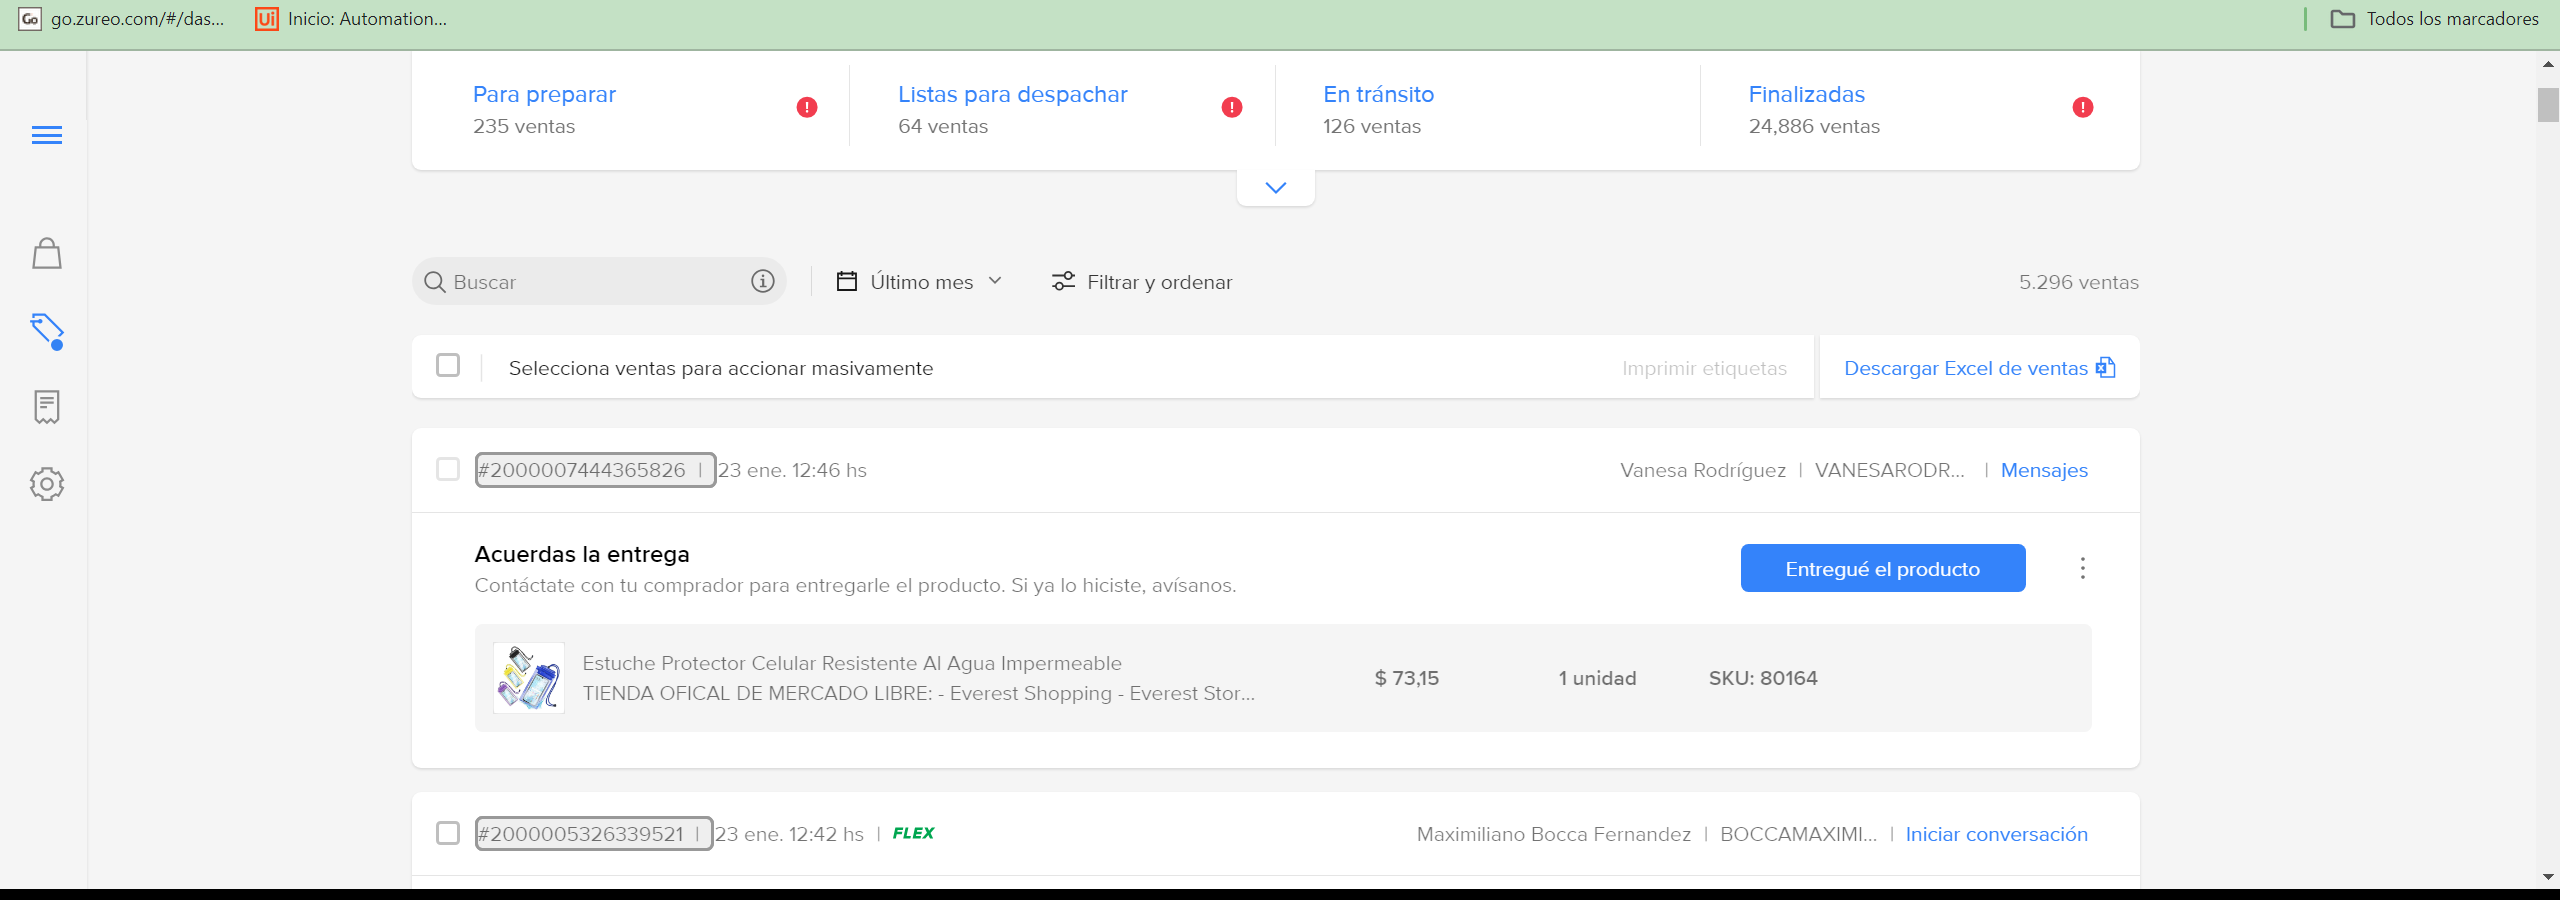 go.zureo.com/#/das...
Inicio: Automation...
Todos los marcadores
Para preparar
235 ventas
Listas para despachar
64 ventas
En tránsito
126 ventas
Finalizadas
24,886 ventas
Buscar
Último mes
Filtrar y ordenar
5.296 ventas
Selecciona ventas para accionar masivamente
Imprimir etiquetas
Descargar Excel de ventas
#2000007444365826 | 23 ene. 12:46 hs
Vanesa Rodríguez | VANESARODR... | Mensajes
Acuerdas la entrega
Contáctate con tu comprador para entregarle el producto. Si ya lo hiciste, avísanos.
Entregué el producto
Estuche Protector Celular Resistente Al Agua Impermeable
TIENDA OFICAL DE MERCADO LIBRE: - Everest Shopping - Everest Stor...
$ 73,15
1 unidad
SKU: 80164
#2000005326339521 | 23 ene. 12:42 hs | FLEX
Maximiliano Bocca Fernandez | BOCCAMAXIMI... | Iniciar conversación